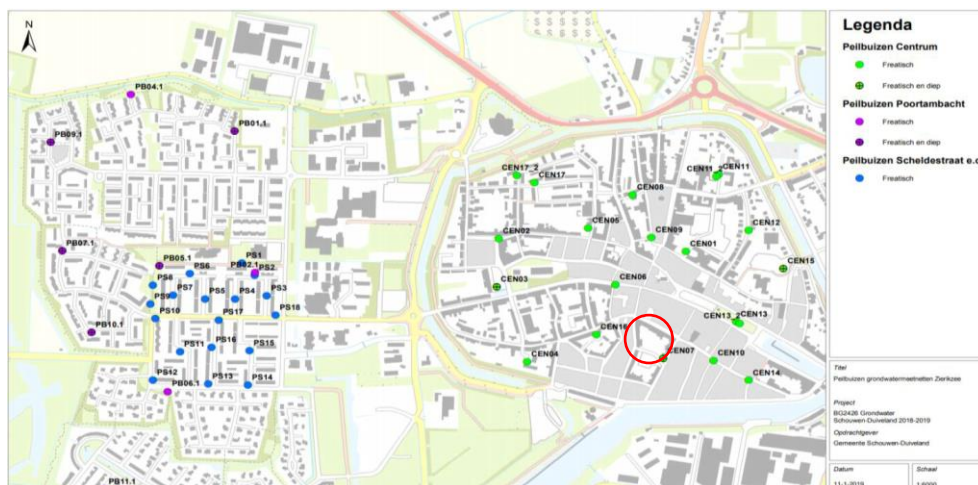 N
PB04.1
PB01.1
PB09.1
PB07.1
PB05.1
PS6
PS1
PB02.1
PS2
PS8
PS7
PS5
PS4
PS3
PS9
PS10
PS17
PS18
PS11
PS16
PS15
PB10.1
PS12
PS13
PS14
PB06.1
PB11.1
CEN17_2
CEN17
CEN11
CEN11
CEN08
CEN12
CEN05
CEN02
CEN09
CEN01
CEN15
CEN03
CEN06
CEN13_2
CEN13
CEN16
CEN04
CEN07
CEN10
CEN14
Legenda
Peilbuizen Centrum
Freatisch
Freatisch en diep
Peilbuizen Poortambacht
Freatisch
Freatisch en diep
Peilbuizen Scheldestraat e.o
Freatisch
Titel
Peilbuizen grondwatermeetnetten Zierikzee
Project
BG2426 Grondwater
Schouwen-Duiveland 2018-2019
Opdrachtgever
Gemeente Schouwen-Duiveland
Datum
Schaal
11-1-2019